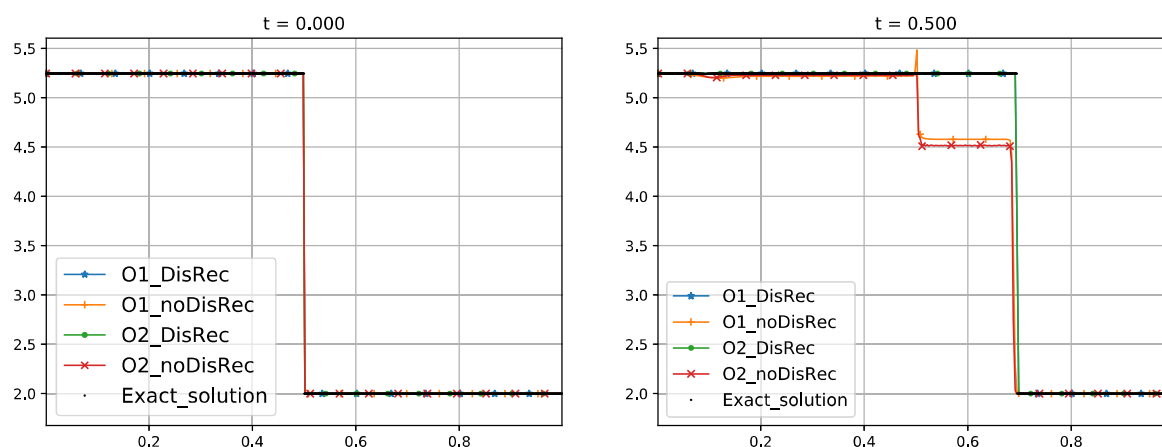 t = 0.000
5.5
5.0
4.5
4.0
3.5
3.0
2.5
2.0
0.2
0.4
0.6
0.8
O1_DisRec
O1_noDisRec
O2_DisRec
O2_noDisRec
Exact_solution
t = 0.500
5.5
5.0
4.5
4.0
3.5
3.0
2.5
2.0
0.2
0.4
0.6
0.8
O1_DisRec
O1_noDisRec
O2_DisRec
O2_noDisRec
Exact_solution